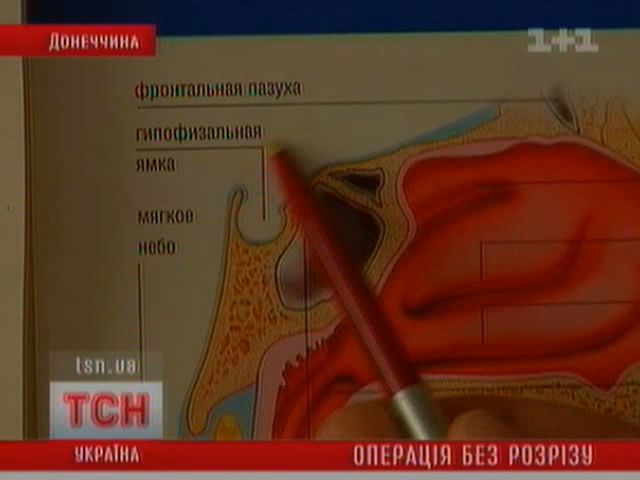 ДОНЕЧЧИНА
1+1
фронтальная пазуха
гипофизальная
ямка
мягкое
небо
tsn.ua
ТСН
УКРАЇНА
ОПЕРАЦІЯ БЕЗ РОЗРІЗУ